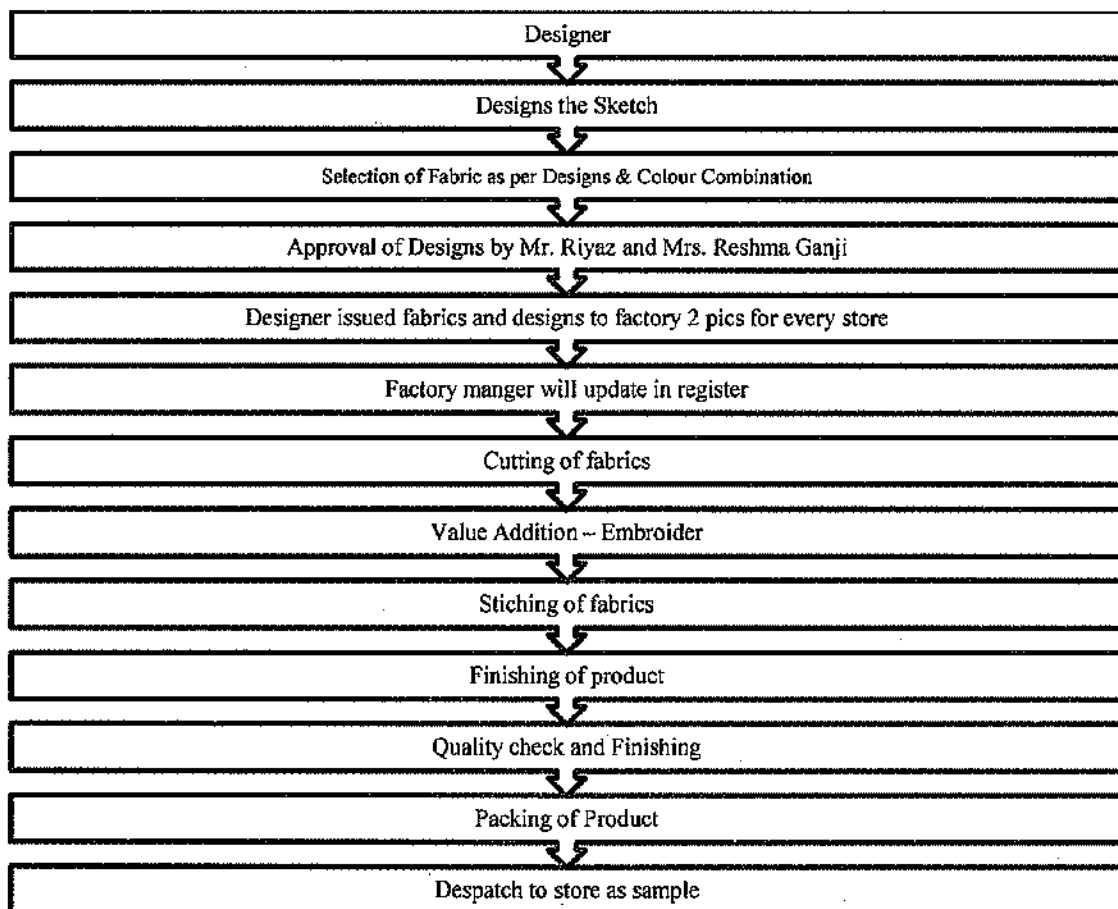 Designer
Designs the Sketch
Selection of Fabric as per Designs & Colour Combination
Approval of Designs by Mr. Riyaz and Mrs. Reshma Ganji
Designer issued fabrics and designs to factory 2 pics for every store
Factory manger will update in register
Cutting of fabrics
Value Addition – Embroider
Stiching of fabrics
Finishing of product
Quality check and Finishing
Packing of Product
Despatch to store as sample